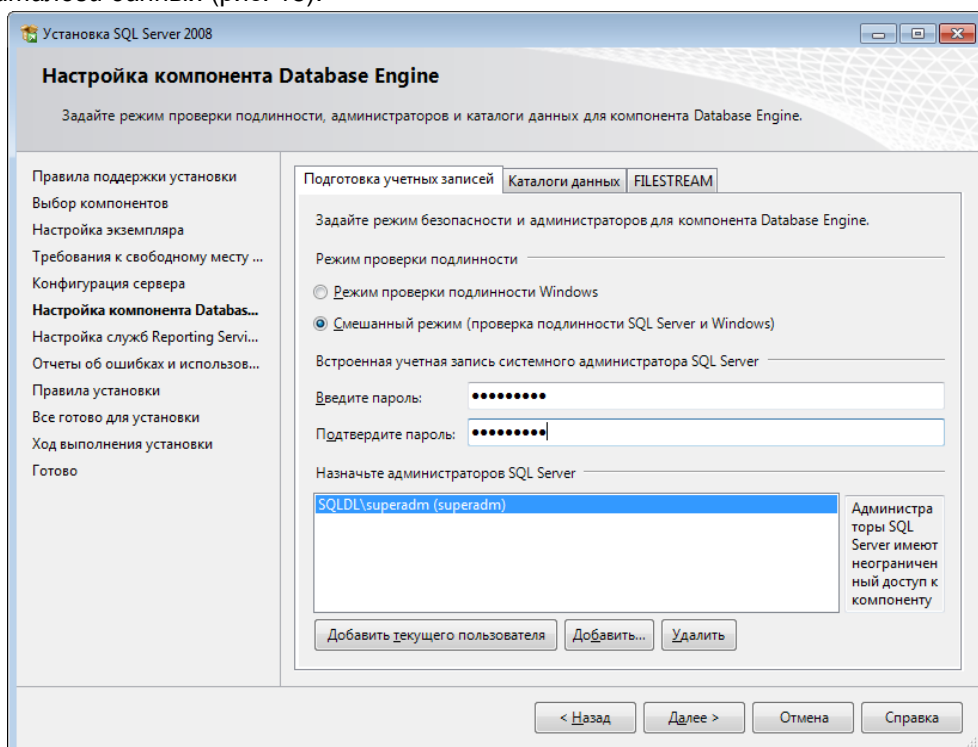 Установка SQL Server 2008
Настройка компонента Database Engine
Задайте режим проверки подлинности, администраторов и каталоги данных для компонента Database Engine.
Правила поддержки установки
Выбор компонентов
Настройка экземпляра
Требования к свободному месту ...
Конфигурация сервера
Настройка компонента Databas...
Настройка служб Reporting Servi...
Отчеты об ошибках и использов...
Правила установки
Все готово для установки
Ход выполнения установки
Готово
Подготовка учетных записей Каталоги данных FILESTREAM
Задайте режим безопасности и администраторов для компонента Database Engine.
Режим проверки подлинности
Режим проверки подлинности Windows
Смешанный режим (проверка подлинности SQL Server и Windows)
Встроенная учетная запись системного администратора SQL Server
Введите пароль: ●●●●●●●●●
Подтвердите пароль: ●●●●●●●●●
Назначьте администраторов SQL Server
SQLDL\superadm (superadm)
Администра
торы SQL
Server имеют
неограничен
ный доступ к
компоненту
Добавить текущего пользователя Добавить... Удалить
< Назад Далее > Отмена Справка